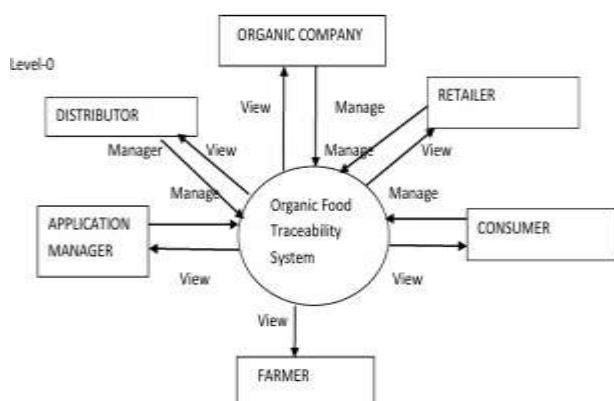 ORGANIC COMPANY
Level-0
RETAILER
View
Manage
DISTRIBUTOR
Manager
View
Manage
View
Manage
Manage
Organic Food
Traceability
System
APPLICATION
MANAGER
CONSUMER
View
View
View
FARMER